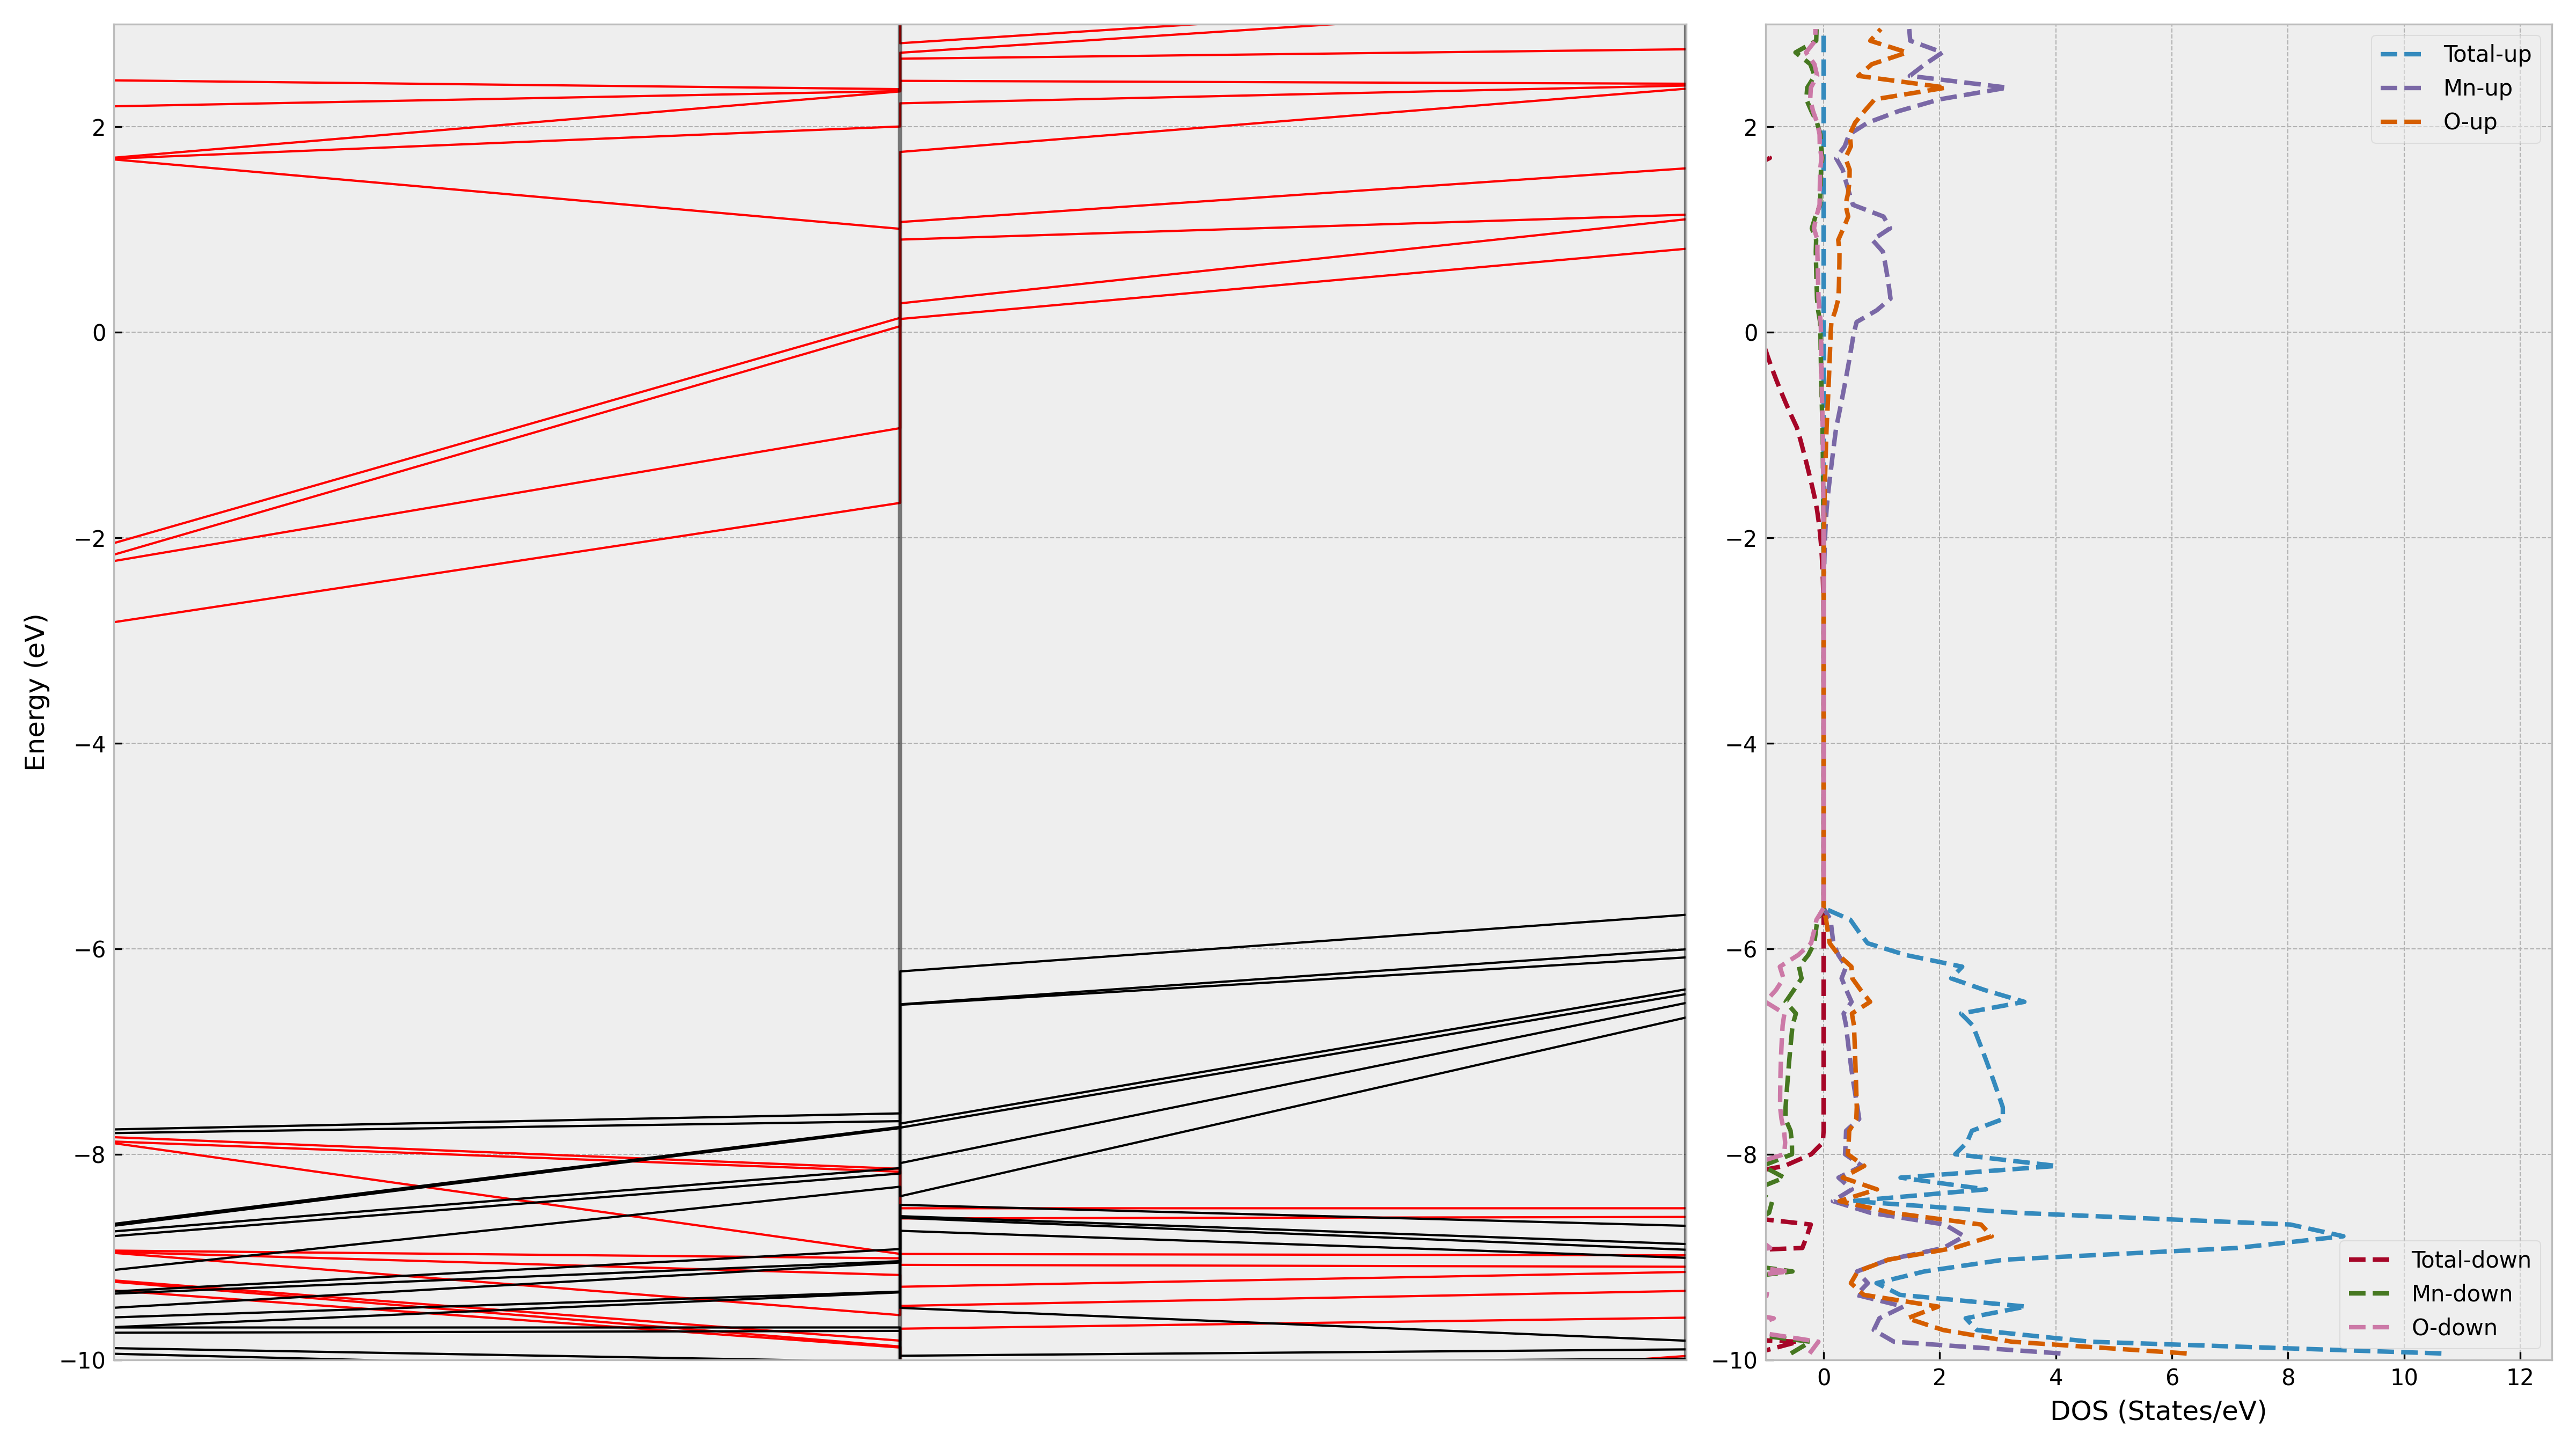 Energy (eV)
2
0
−2
−4
−6
−8
−10
2
0
−2
−4
−6
−8
−10
Total-up
Mn-up
O-up
Total-down
Mn-down
O-down
0 2 4 6 8 10 12
DOS (States/eV)